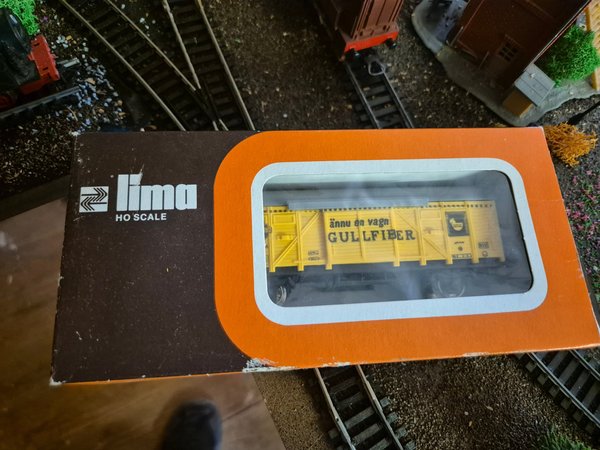 lima
HO SCALE
ännu en vagn
GULLFIBER